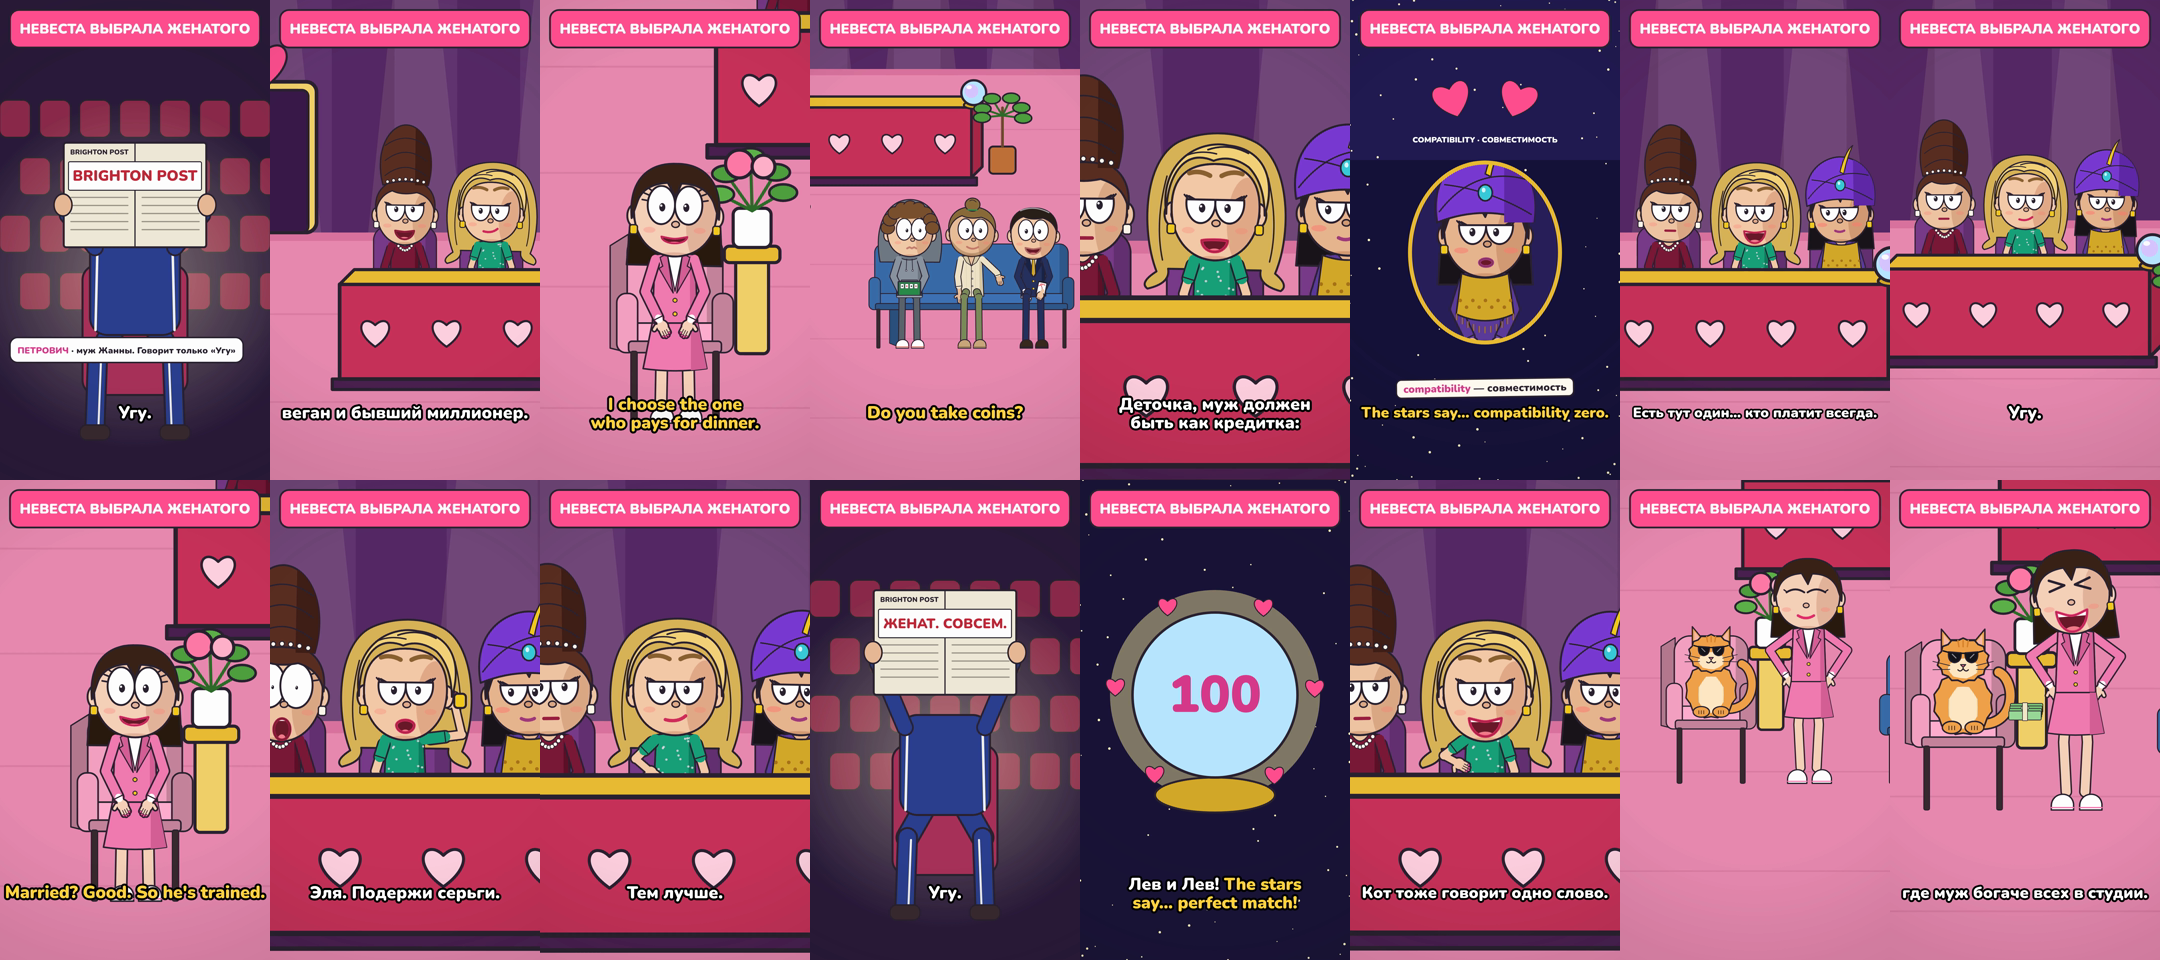 НЕВЕСТА ВЫБРАЛА ЖЕНАТОГО
BRIGHTON POST
BRIGHTON POST
ПЕТРОВИЧ · муж Жанны. Говорит только «Угу»
Угу.
НЕВЕСТА ВЫБРАЛА ЖЕНАТОГО
веган и бывший миллионер.
НЕВЕСТА ВЫБРАЛА ЖЕНАТОГО
I choose the one
who pays for dinner.
НЕВЕСТА ВЫБРАЛА ЖЕНАТОГО
Do you take coins?
НЕВЕСТА ВЫБРАЛА ЖЕНАТОГО
Деточка, муж должен
быть как кредитка:
НЕВЕСТА ВЫБРАЛА ЖЕНАТОГО
COMPATIBILITY · СОВМЕСТИМОСТЬ
compatibility — совместимость
The stars say... compatibility zero.
НЕВЕСТА ВЫБРАЛА ЖЕНАТОГО
Есть тут один... кто платит всегда.
НЕВЕСТА ВЫБРАЛА ЖЕНАТОГО
Угу.
НЕВЕСТА ВЫБРАЛА ЖЕНАТОГО
Married? Good. So he's trained.
НЕВЕСТА ВЫБРАЛА ЖЕНАТОГО
Эля. Подержи серьги.
НЕВЕСТА ВЫБРАЛА ЖЕНАТОГО
Тем лучше.
НЕВЕСТА ВЫБРАЛА ЖЕНАТОГО
BRIGHTON POST
ЖЕНАТ. СОВСЕМ.
Угу.
НЕВЕСТА ВЫБРАЛА ЖЕНАТОГО
100
Лев и Лев! The stars
say... perfect match!
НЕВЕСТА ВЫБРАЛА ЖЕНАТОГО
Кот тоже говорит одно слово.
НЕВЕСТА ВЫБРАЛА ЖЕНАТОГО
НЕВЕСТА ВЫБРАЛА ЖЕНАТОГО
где муж богаче всех в студии.